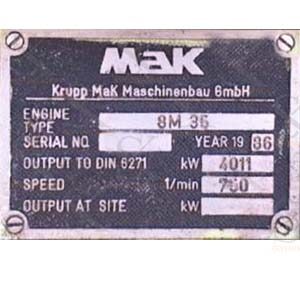 MaK
Krupp MaK Maschinenbau GmbH
ENGINE TYPE 8M 35
SERIAL NO YEAR 19 86
OUTPUT TO DIN 6271 kW 4011
SPEED 1/min 750
OUTPUT AT SITE kW